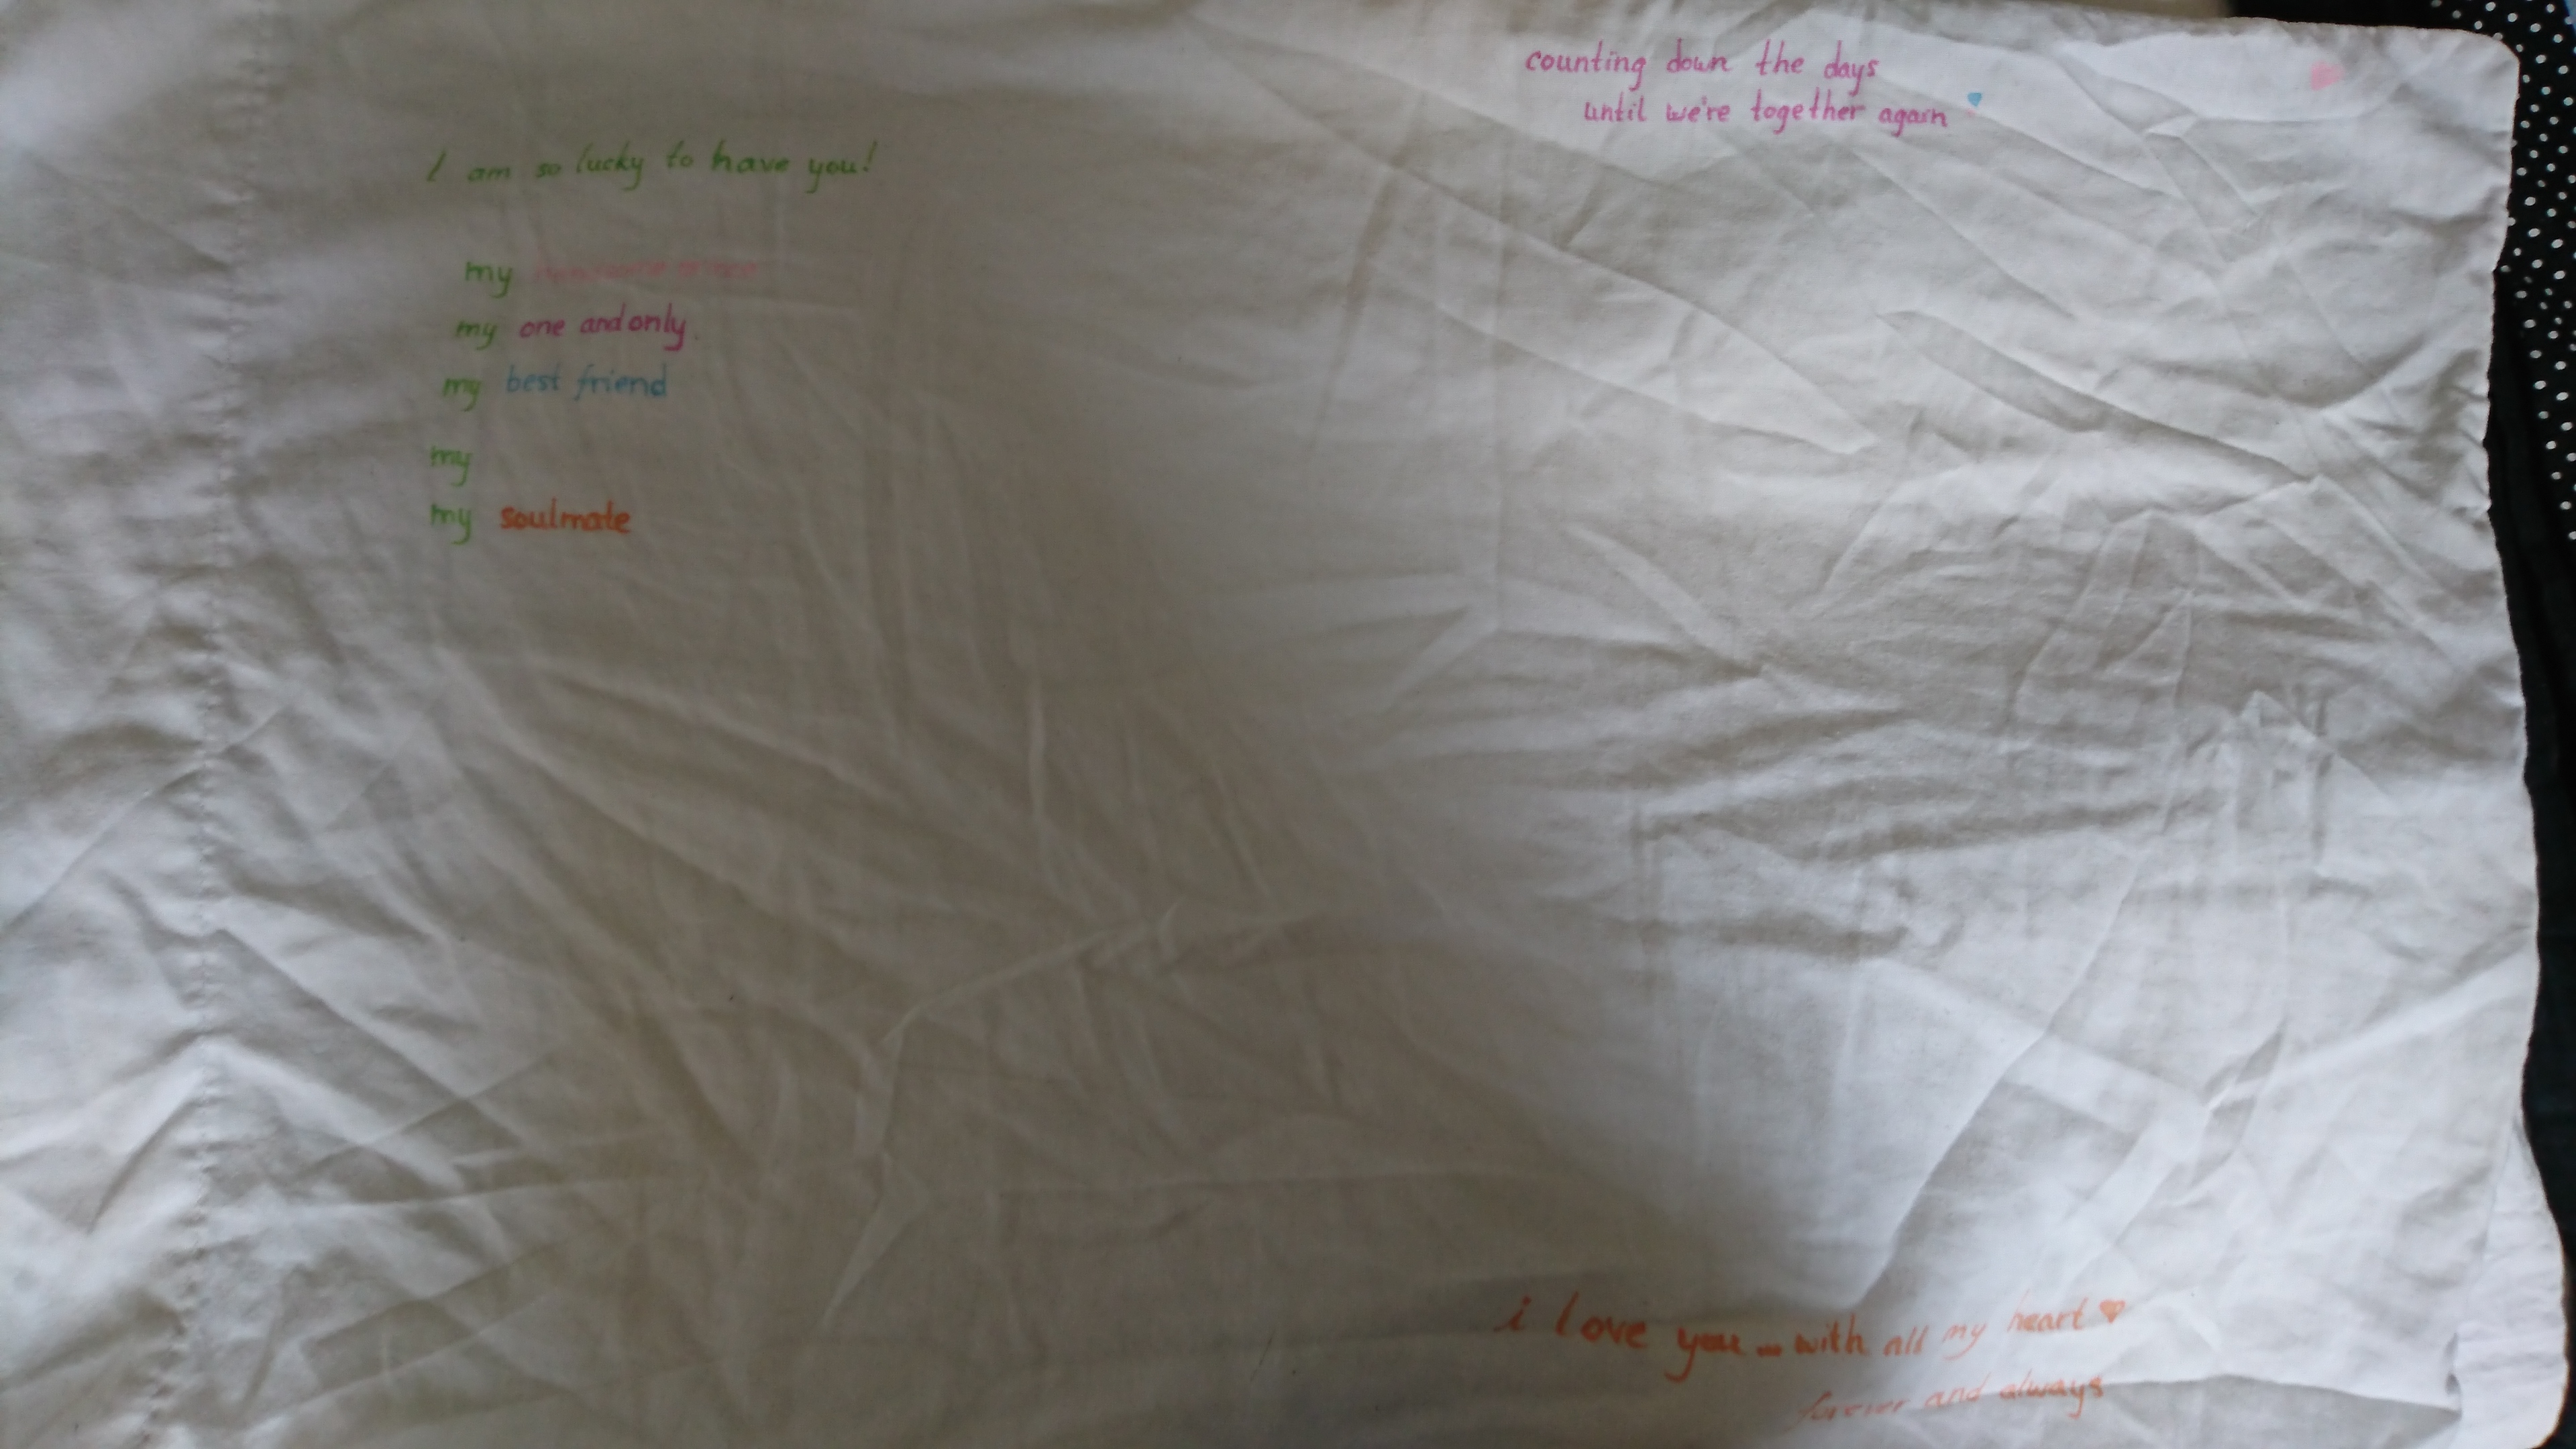 I am so lucky to have you!
my
my one and only
my best friend
my
my soulmate
counting down the days
until we're together again
i love you... with all my heart
forever and always